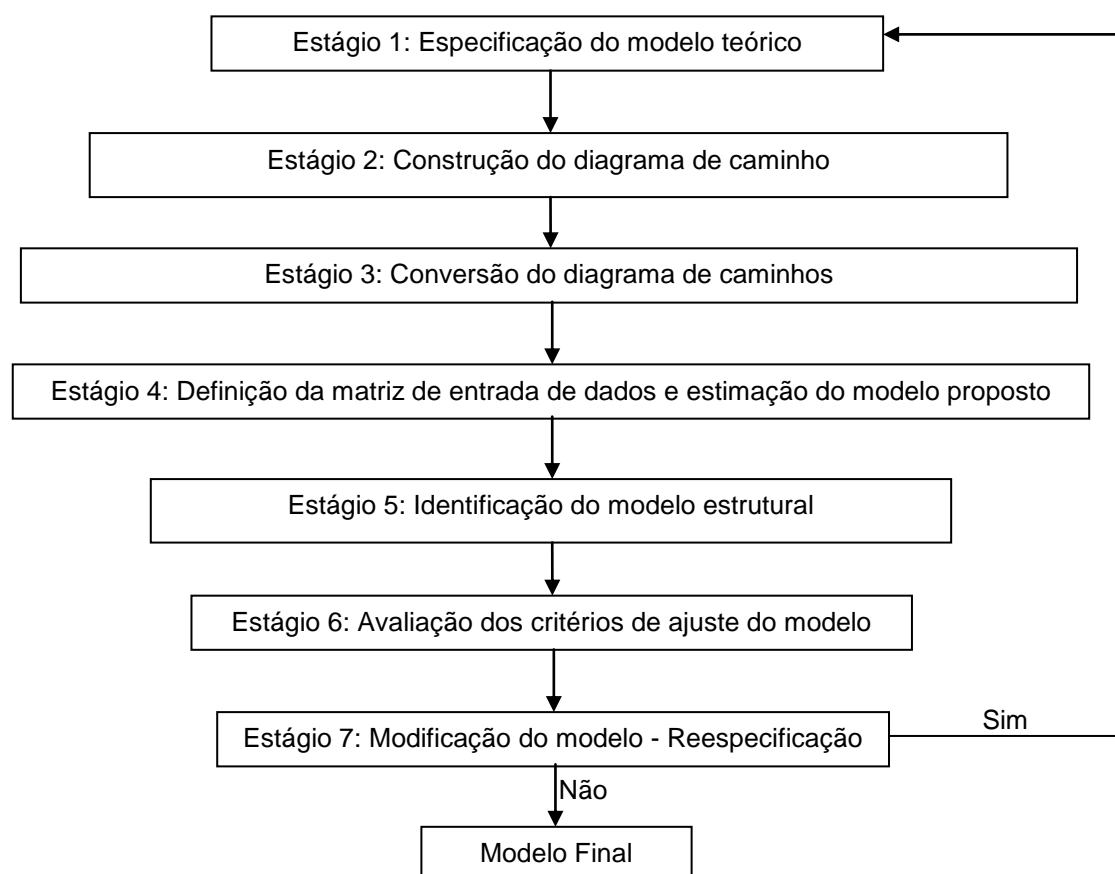 Estágio 1: Especificação do modelo teórico
Estágio 2: Construção do diagrama de caminho
Estágio 3: Conversão do diagrama de caminhos
Estágio 4: Definição da matriz de entrada de dados e estimação do modelo proposto
Estágio 5: Identificação do modelo estrutural
Estágio 6: Avaliação dos critérios de ajuste do modelo
Estágio 7: Modificação do modelo - Reespecificação
Sim
Não
Modelo Final